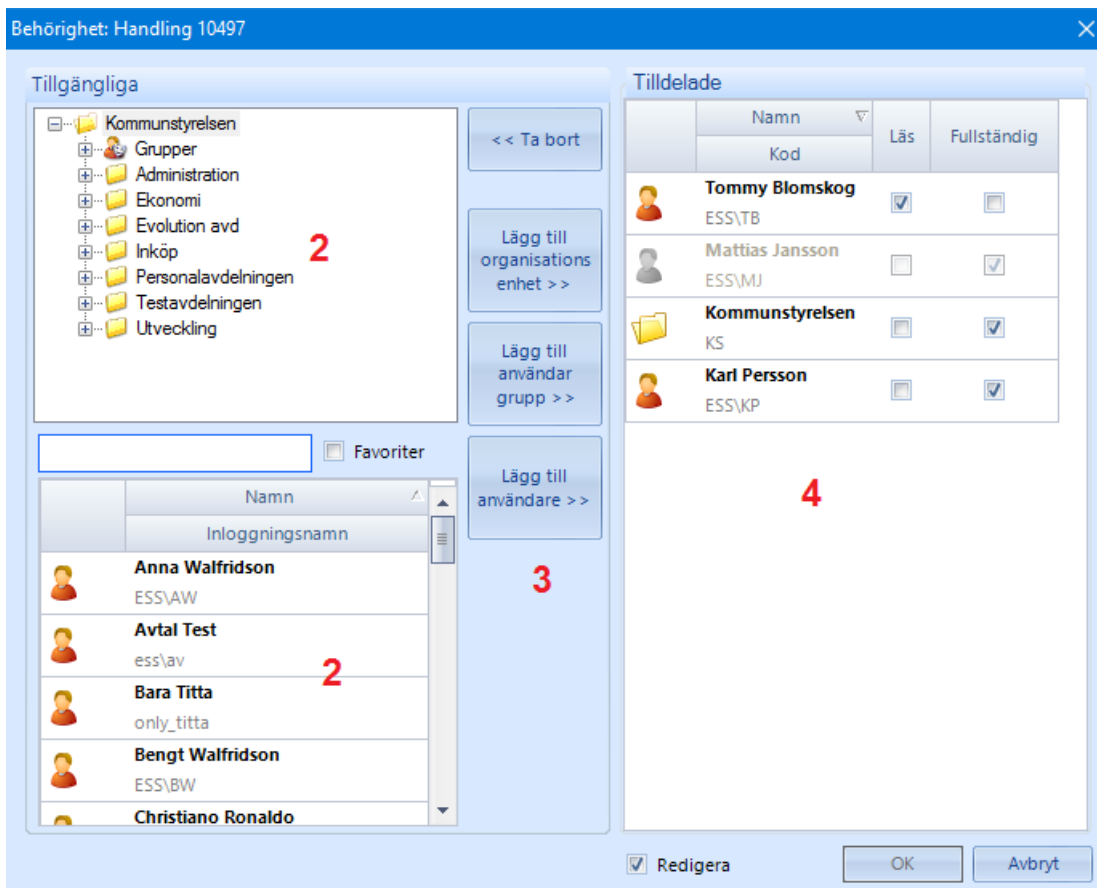 Behörighet: Handling 10497
Tillgängliga
Kommunstyrelsen
Grupper
Administration
Ekonomi
Evolution avd
Inköp
Personalavdelningen
Testavdelningen
Utveckling
2
Favoriter
Namn
Inloggningsnamn
Anna Walfridson
ESS\AW
Avtal Test
ess\av
2
Bara Titta
only_titta
Bengt Walfridson
ESS\BW
Christiano Ronaldo
<< Ta bort
Lägg till
organisations
enhet >>
Lägg till
användar
grupp >>
Lägg till
användare >>
3
Tilldelade
Namn
Kod
Läs
Fullständig
Tommy Blomskog
ESS\TB
Mattias Jansson
ESS\MJ
Kommunstyrelsen
KS
Karl Persson
ESS\KP
4
Redigera
OK
Avbryt